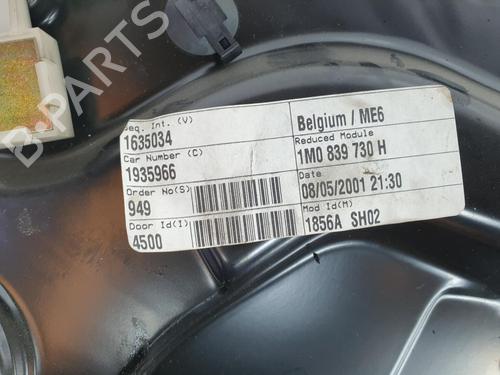 Seq. Int. (V)
1635034
Car Number (C)
1935966
Order No(S)
949
Door Id(I)
4500
Belgium / ME6
Reduced Module
1M0 839 730 H
Date
08/05/2001 21:30
Mod Id(M)
1856A SH02
B-PARTS